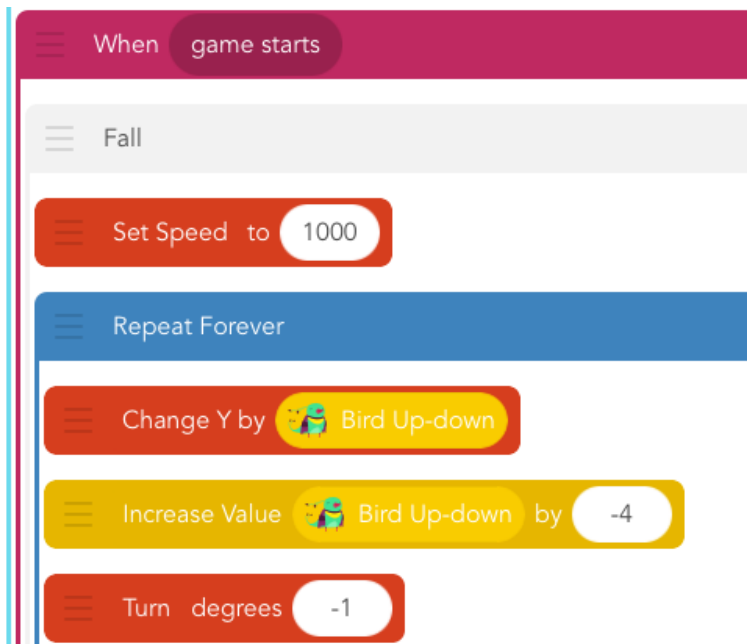 When game starts
Fall
Set Speed to 1000
Repeat Forever
Change Y by Bird Up-down
Increase Value Bird Up-down by -4
Turn degrees -1